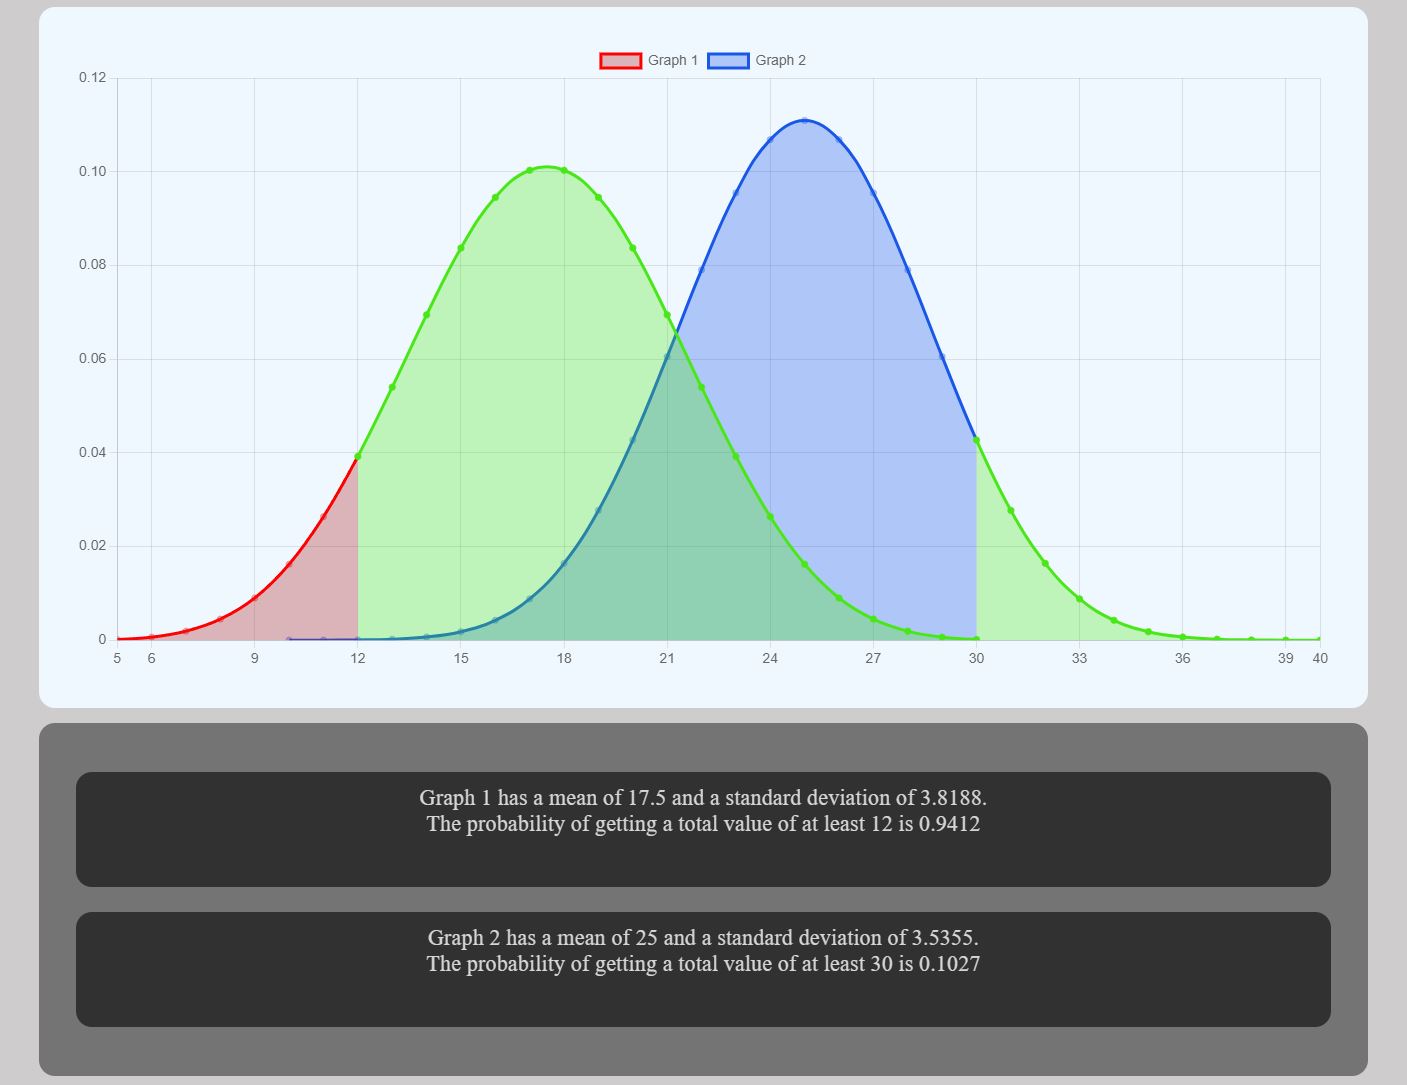 Graph 1 Graph 2
0.12
0.10
0.08
0.06
0.04
0.02
0
5 6 9 12 15 18 21 24 27 30 33 36 39 40
Graph 1 has a mean of 17.5 and a standard deviation of 3.8188.
The probability of getting a total value of at least 12 is 0.9412
Graph 2 has a mean of 25 and a standard deviation of 3.5355.
The probability of getting a total value of at least 30 is 0.1027